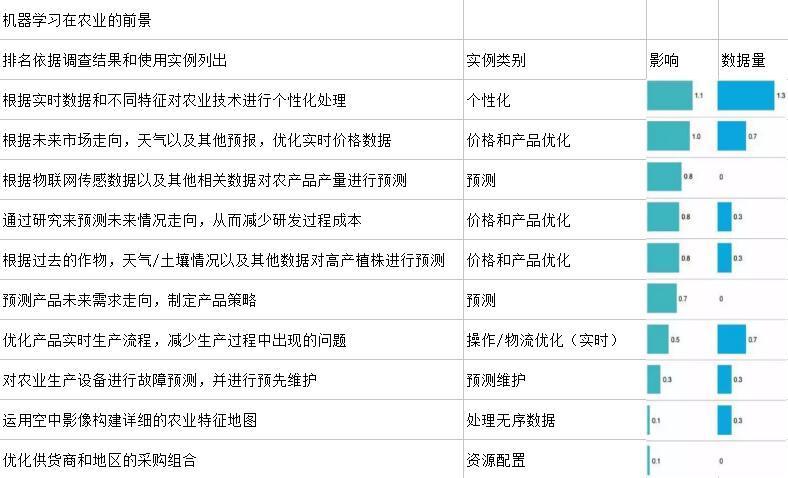 机器学习在农业的前景
排名依据调查结果和使用实例列出 实例类别 影响 数据量
根据实时数据和不同特征对农业技术进行个性化处理 个性化 1.1 1.3
根据未来市场走向，天气以及其他预报，优化实时价格数据 价格和产品优化 1.0 0.7
根据物联网传感数据以及其他相关数据对农产品产量进行预测 预测 0.8 0
通过研究来预测未来情况走向，从而减少研发过程成本 价格和产品优化 0.8 0.3
根据过去的作物，天气/土壤情况以及其他数据对高产植株进行预测 价格和产品优化 0.8 0.3
预测产品未来需求走向，制定产品策略 预测 0.7 0
优化产品实时生产流程，减少生产过程中出现的问题 操作/物流优化（实时） 0.5 0.7
对农业生产设备进行故障预测，并进行预先维护 预测维护 0.3 0.3
运用空中影像构建详细的农业特征地图 处理无序数据 0.1 0.3
优化供货商和地区的采购组合 资源配置 0.1 0